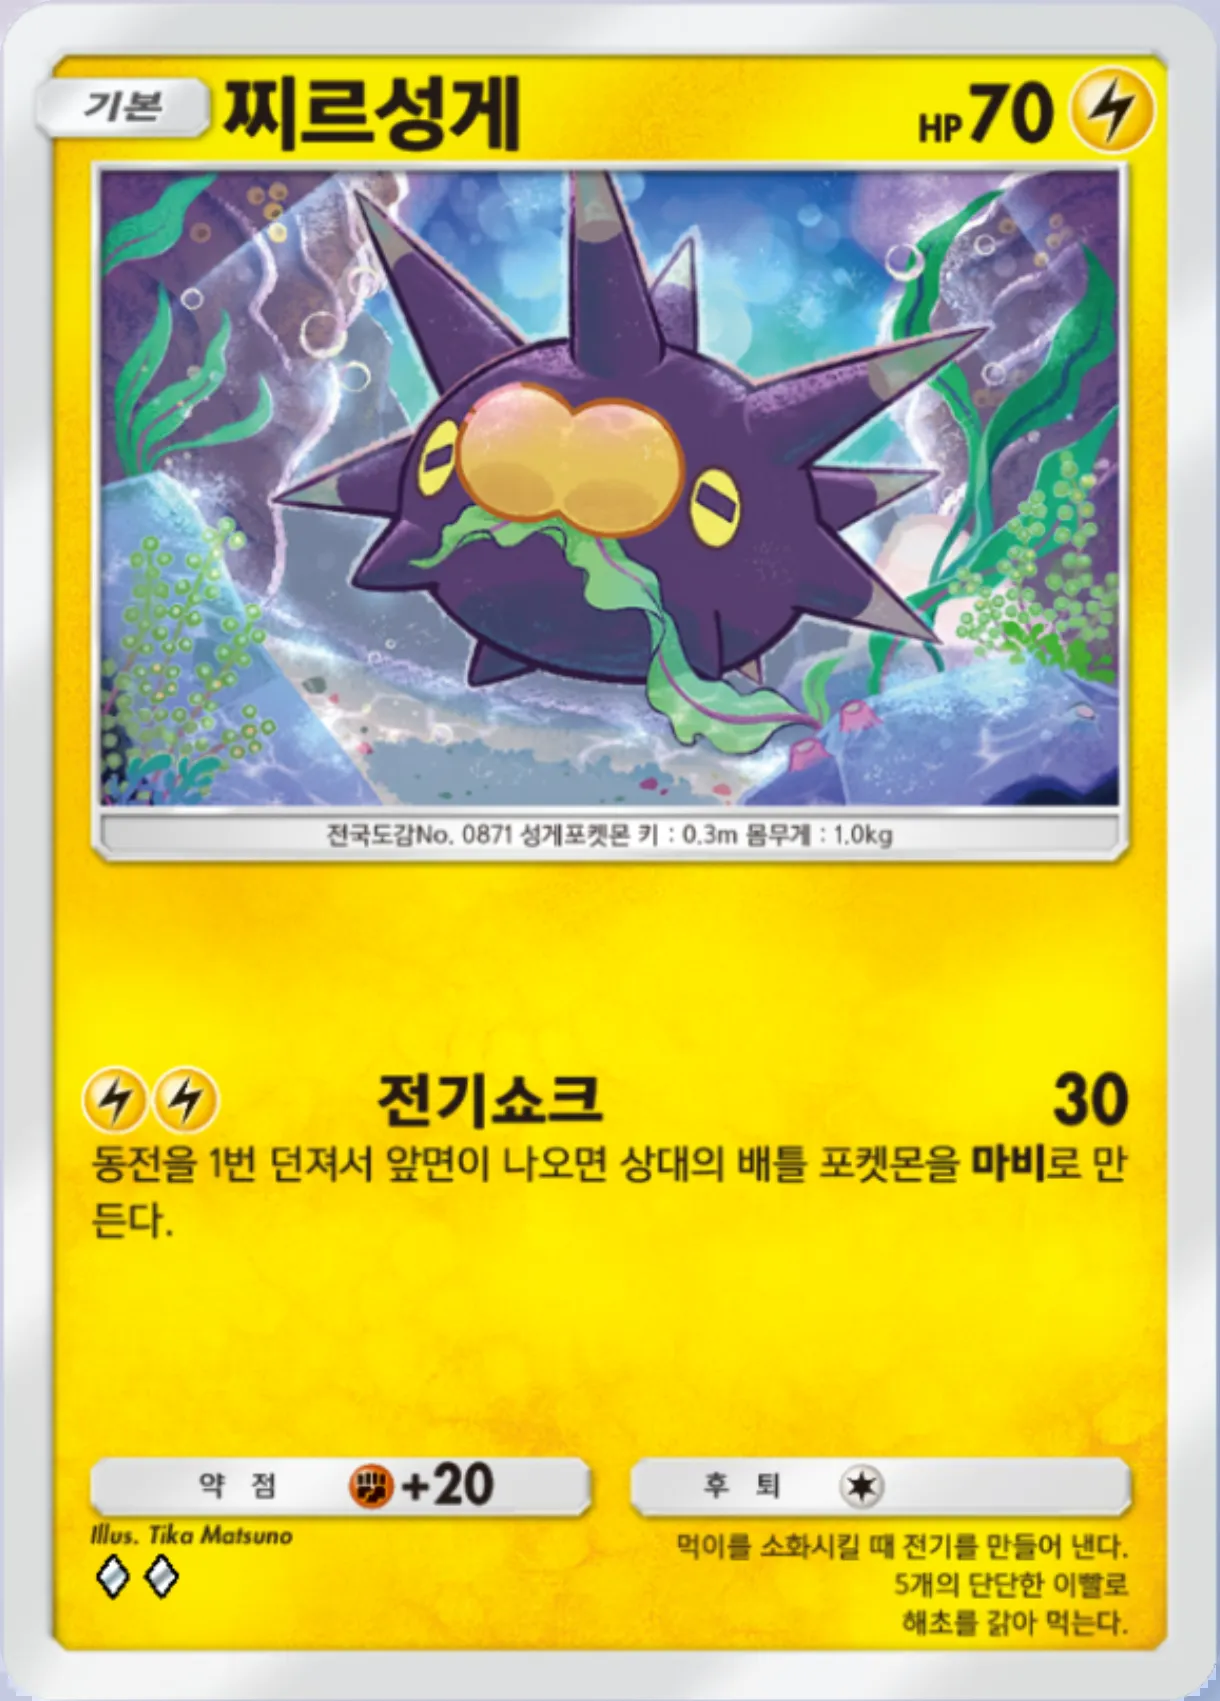 기본 찌르성게 HP 70
전국도감No. 0871 성게포켓몬 키 : 0.3m 몸무게 : 1.0kg
전기쇼크 30
동전을 1번 던져서 앞면이 나오면 상대의 배틀 포켓몬을 마비로 만
든다.
약 점 +20 후 퇴
Illus. Tika Matsuno
먹이를 소화시킬 때 전기를 만들어 낸다.
5개의 단단한 이빨로
해초를 갉아 먹는다.